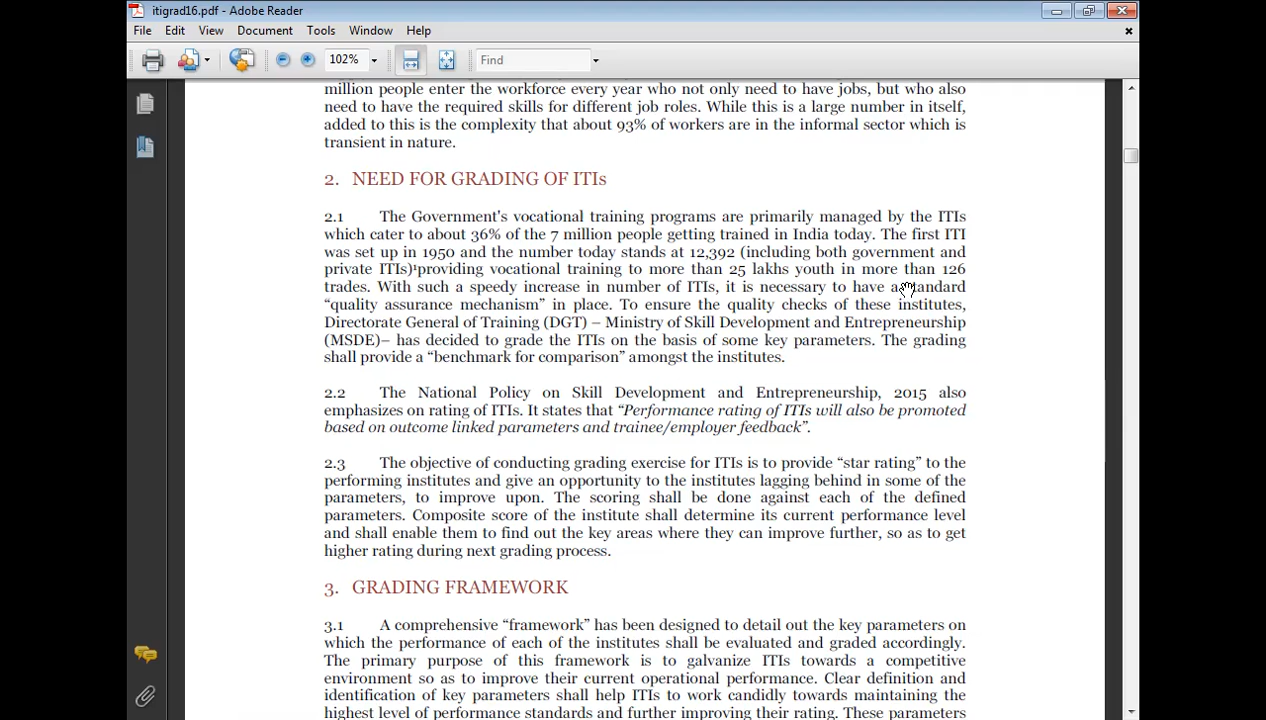 itigrad16.pdf - Adobe Reader
File Edit View Document Tools Window Help
102% Find
million people enter the workforce every year who not only need to have jobs, but who also
need to have the required skills for different job roles. While this is a large number in itself,
added to this is the complexity that about 93% of workers are in the informal sector which is
transient in nature.
2. NEED FOR GRADING OF ITIs
2.1 The Government's vocational training programs are primarily managed by the ITIs
which cater to about 36% of the 7 million people getting trained in India today. The first ITI
was set up in 1950 and the number today stands at 12,392 (including both government and
private ITIs)¹providing vocational training to more than 25 lakhs youth in more than 126
trades. With such a speedy increase in number of ITIs, it is necessary to have a standard
“quality assurance mechanism” in place. To ensure the quality checks of these institutes,
Directorate General of Training (DGT) – Ministry of Skill Development and Entrepreneurship
(MSDE)– has decided to grade the ITIs on the basis of some key parameters. The grading
shall provide a “benchmark for comparison” amongst the institutes.
2.2 The National Policy on Skill Development and Entrepreneurship, 2015 also
emphasizes on rating of ITIs. It states that “Performance rating of ITIs will also be promoted
based on outcome linked parameters and trainee/employer feedback”.
2.3 The objective of conducting grading exercise for ITIs is to provide “star rating” to the
performing institutes and give an opportunity to the institutes lagging behind in some of the
parameters, to improve upon. The scoring shall be done against each of the defined
parameters. Composite score of the institute shall determine its current performance level
and shall enable them to find out the key areas where they can improve further, so as to get
higher rating during next grading process.
3. GRADING FRAMEWORK
3.1 A comprehensive “framework” has been designed to detail out the key parameters on
which the performance of each of the institutes shall be evaluated and graded accordingly.
The primary purpose of this framework is to galvanize ITIs towards a competitive
environment so as to improve their current operational performance. Clear definition and
identification of key parameters shall help ITIs to work candidly towards maintaining the
highest level of performance standards and further improving their rating. These parameters